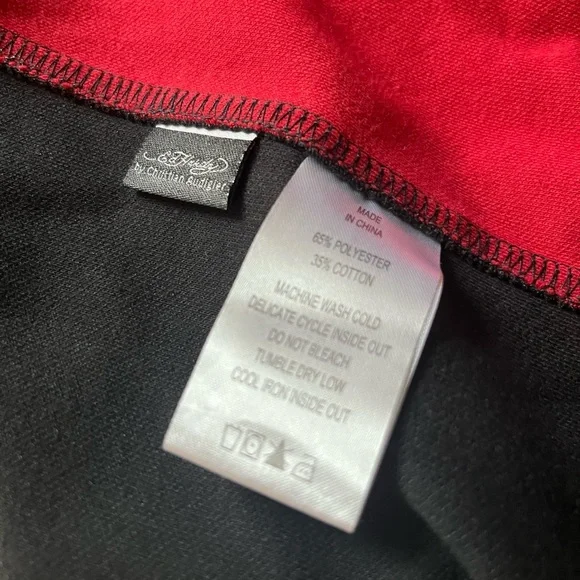 Ed Hardy
by Christian Audigier
MADE
IN CHINA
65% POLYESTER
35% COTTON
MACHINE WASH COLD
DELICATE CYCLE INSIDE OUT
DO NOT BLEACH
TUMBLE DRY LOW
COOL IRON INSIDE OUT